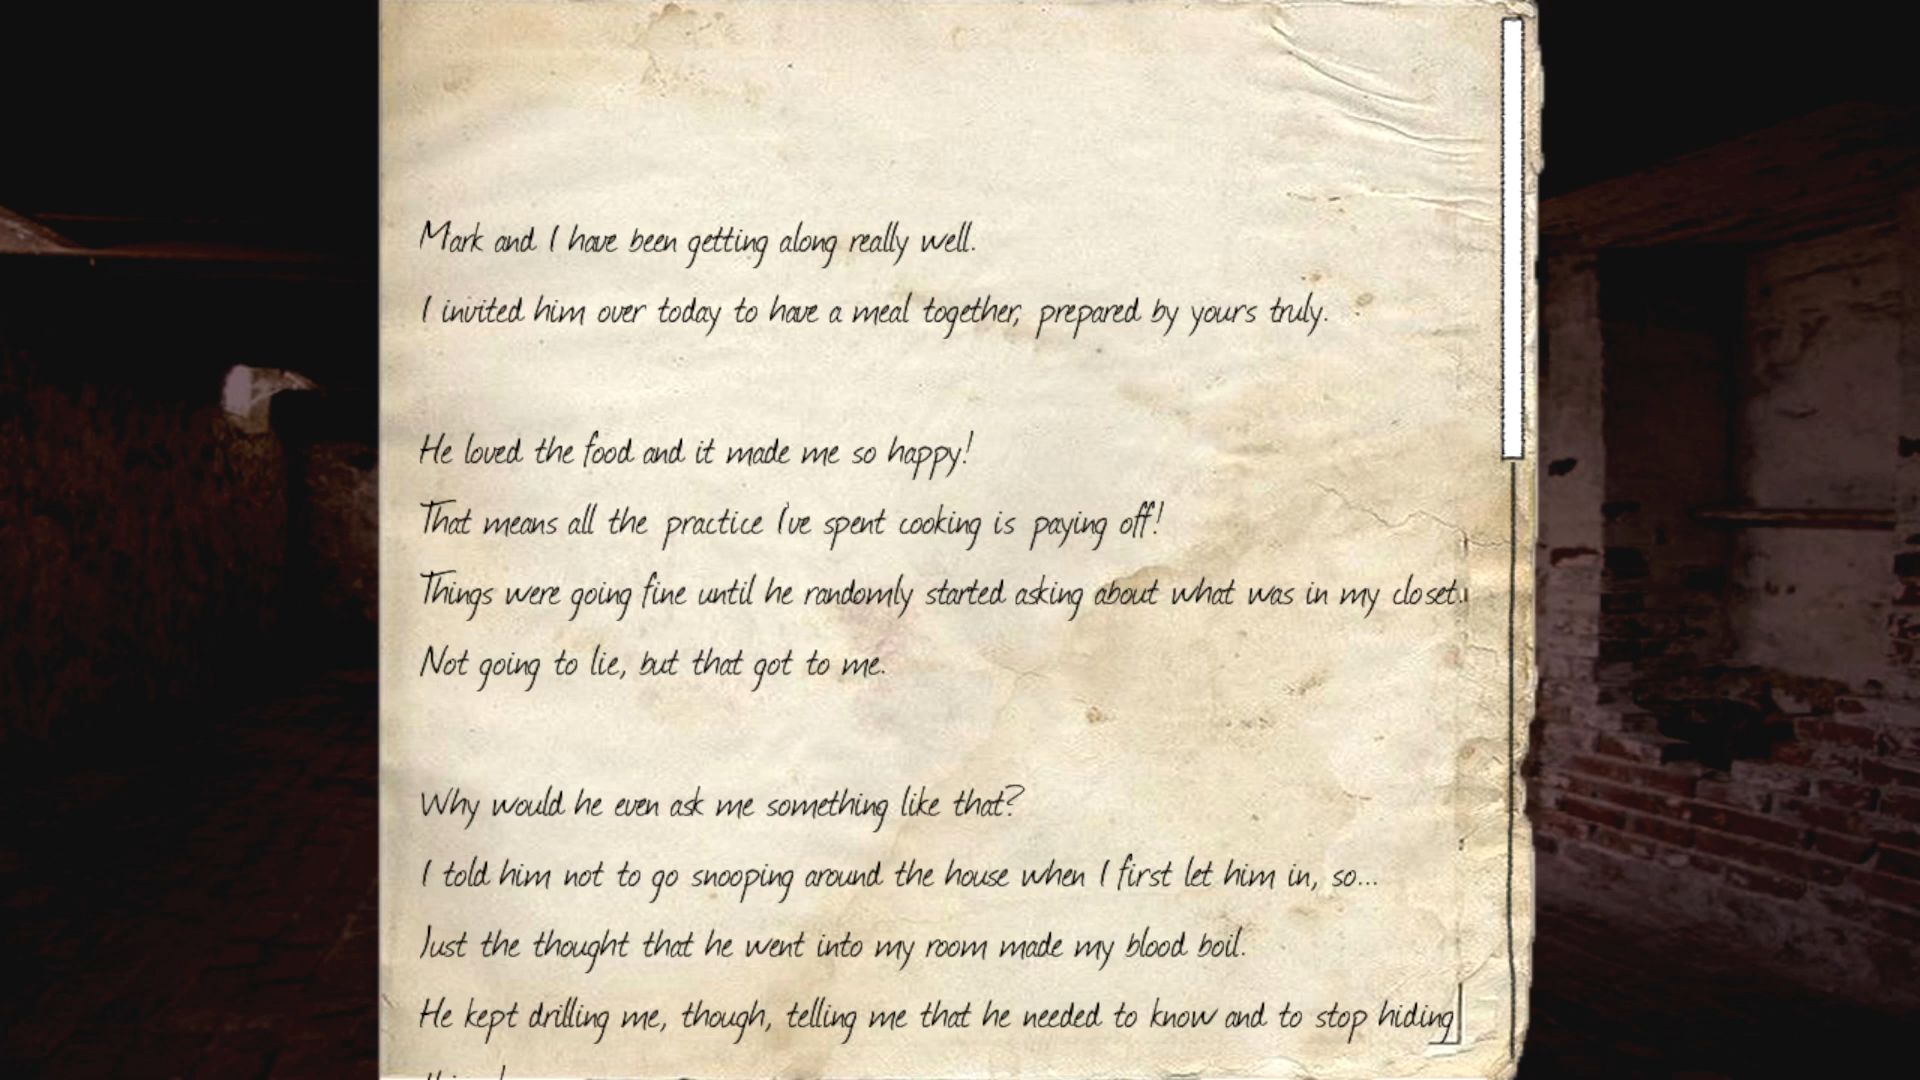 Mark and I have been getting along really well.
I invited him over today to have a meal together, prepared by yours truly.
He loved the food and it made me so happy!
That means all the practice I've spent cooking is paying off!
Things were going fine until he randomly started asking about what was in my closet.
Not going to lie, but that got to me.
Why would he even ask me something like that?
I told him not to go snooping around the house when I first let him in, so...
Just the thought that he went into my room made my blood boil.
He kept drilling me, though, telling me that he needed to know and to stop hiding